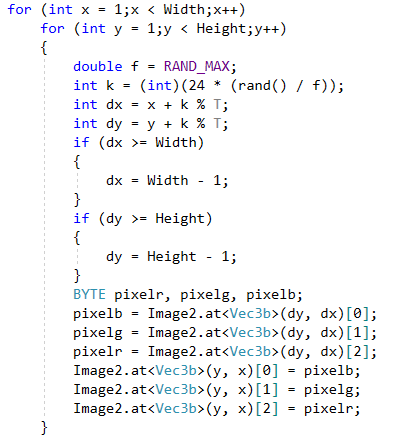 for (int x = 1;x < Width;x++)
for (int y = 1;y < Height;y++)
{
double f = RAND_MAX;
int k = (int)(24 * (rand() / f));
int dx = x + k % T;
int dy = y + k % T;
if (dx >= Width)
{
dx = Width - 1;
}
if (dy >= Height)
{
dy = Height - 1;
}
BYTE pixelr, pixelg, pixelb;
pixelb = Image2.at<Vec3b>(dy, dx)[0];
pixelg = Image2.at<Vec3b>(dy, dx)[1];
pixelr = Image2.at<Vec3b>(dy, dx)[2];
Image2.at<Vec3b>(y, x)[0] = pixelb;
Image2.at<Vec3b>(y, x)[1] = pixelg;
Image2.at<Vec3b>(y, x)[2] = pixelr;
}